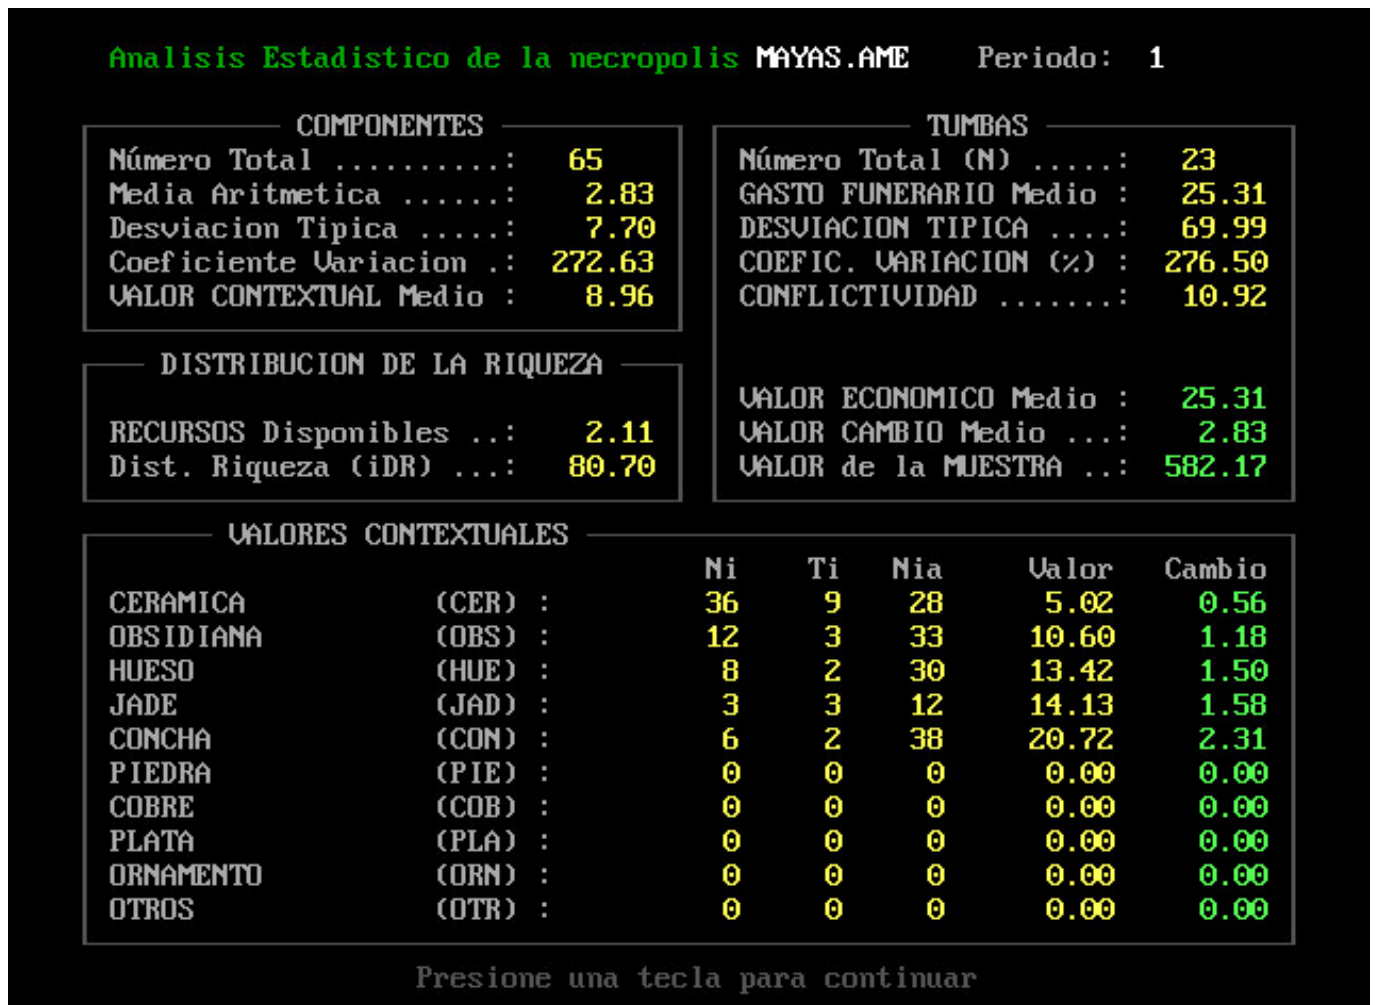 Analisis Estadistico de la necropolis MAYAS.AME Periodo: 1
COMPONENTES
Número Total ..........: 65
Media Aritmetica ......: 2.83
Desviacion Tipica .....: 7.70
Coeficiente Variacion .: 272.63
VALOR CONTEXTUAL Medio : 8.96
TUMBAS
Número Total (N) .....: 23
GASTO FUNERARIO Medio : 25.31
DESVIACION TIPICA ....: 69.99
COEFIC. VARIACION (%) : 276.50
CONFLICTIVIDAD .......: 10.92
VALOR ECONOMICO Medio : 25.31
VALOR CAMBIO Medio ...: 2.83
VALOR de la MUESTRA ..: 582.17
DISTRIBUCION DE LA RIQUEZA
RECURSOS Disponibles ..: 2.11
Dist. Riqueza (iDR) ...: 80.70
VALORES CONTEXTUALES
Ni Ti Nia Valor Cambio
CERAMICA (CER) : 36 9 28 5.02 0.56
OBSIDIANA (OBS) : 12 3 33 10.60 1.18
HUESO (HUE) : 8 2 30 13.42 1.50
JADE (JAD) : 3 3 12 14.13 1.58
CONCHA (CON) : 6 2 38 20.72 2.31
PIEDRA (PIE) : 0 0 0 0.00 0.00
COBRE (COB) : 0 0 0 0.00 0.00
PLATA (PLA) : 0 0 0 0.00 0.00
ORNAMENTO (ORN) : 0 0 0 0.00 0.00
OTROS (OTR) : 0 0 0 0.00 0.00
Presione una tecla para continuar